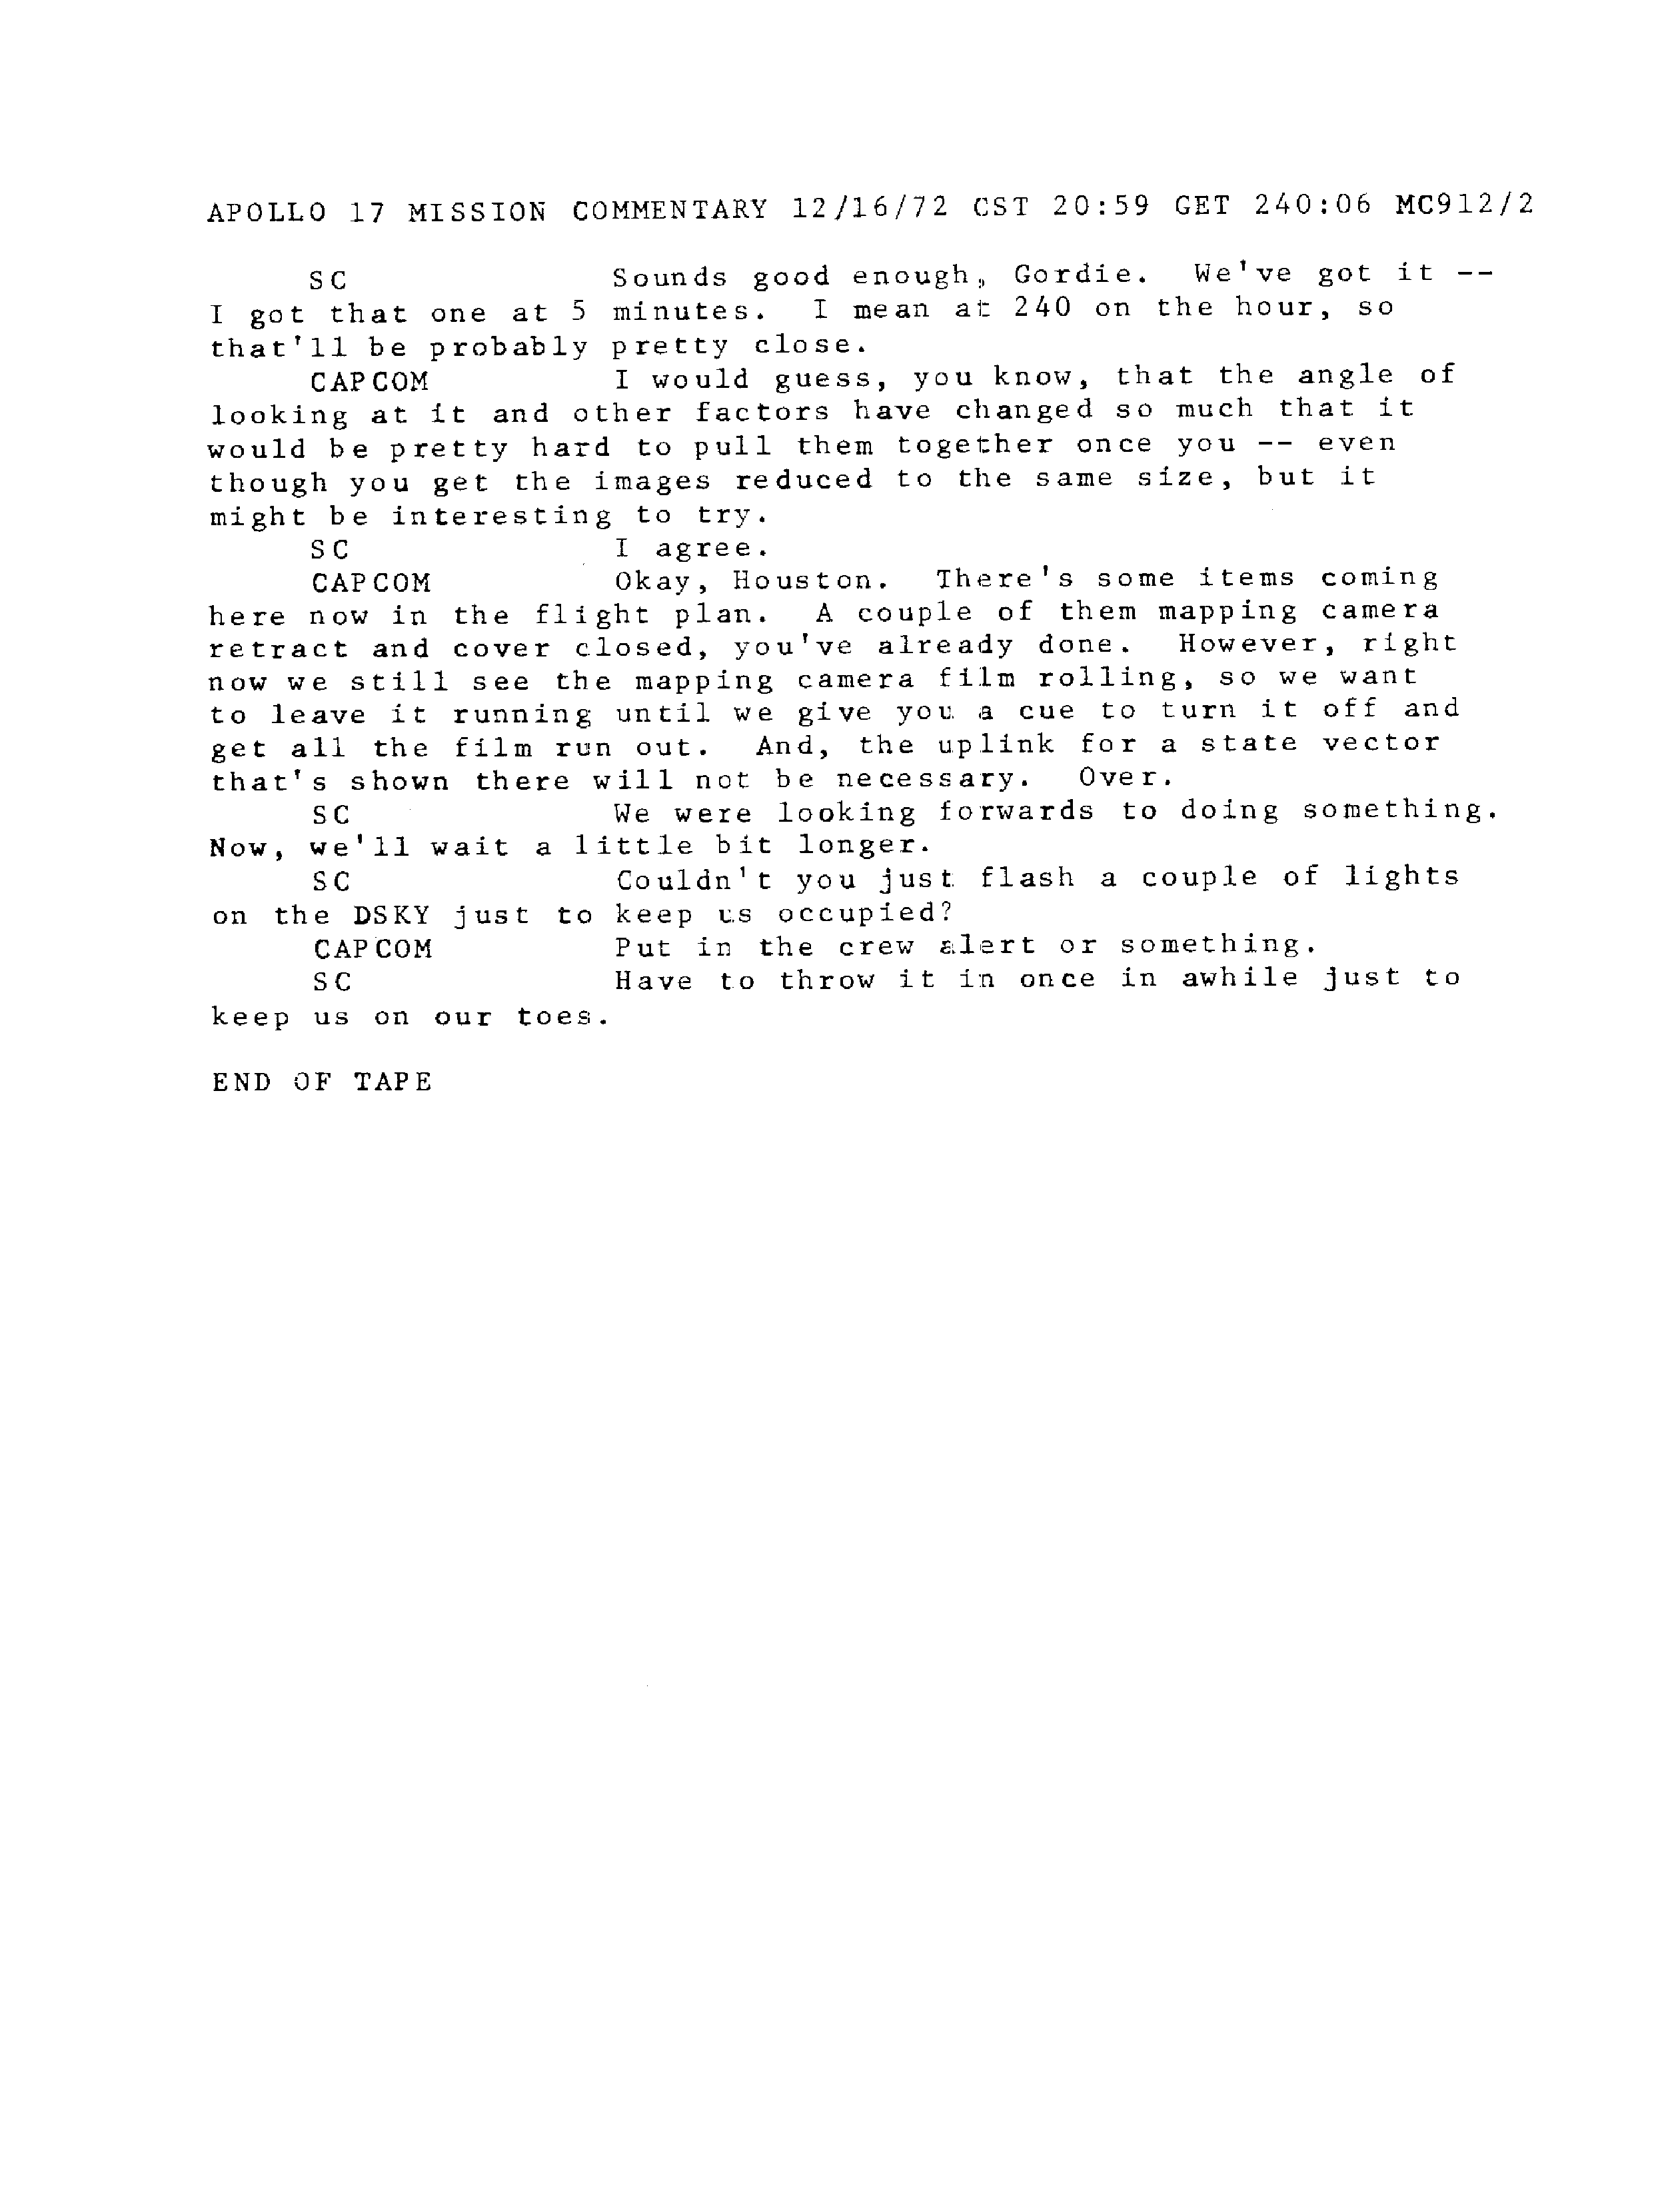 APOLLO 17 MISSION COMMENTARY 12/16/72 CST 20:59 GET 240:06 MC912/2
SC Sounds good enough, Gordie. We've got it --
I got that one at 5 minutes. I mean at 240 on the hour, so
that'll be probably pretty close.
CAPCOM I would guess, you know, that the angle of
looking at it and other factors have changed so much that it
would be pretty hard to pull them together once you -- even
though you get the images reduced to the same size, but it
might be interesting to try.
SC I agree.
CAPCOM Okay, Houston. There's some items coming
here now in the flight plan. A couple of them mapping camera
retract and cover closed, you've already done. However, right
now we still see the mapping camera film rolling, so we want
to leave it running until we give you a cue to turn it off and
get all the film run out. And, the uplink for a state vector
that's shown there will not be necessary. Over.
SC We were looking forwards to doing something.
Now, we'll wait a little bit longer.
SC Couldn't you just flash a couple of lights
on the DSKY just to keep us occupied?
CAPCOM Put in the crew alert or something.
SC Have to throw it in once in awhile just to
keep us on our toes.
END OF TAPE